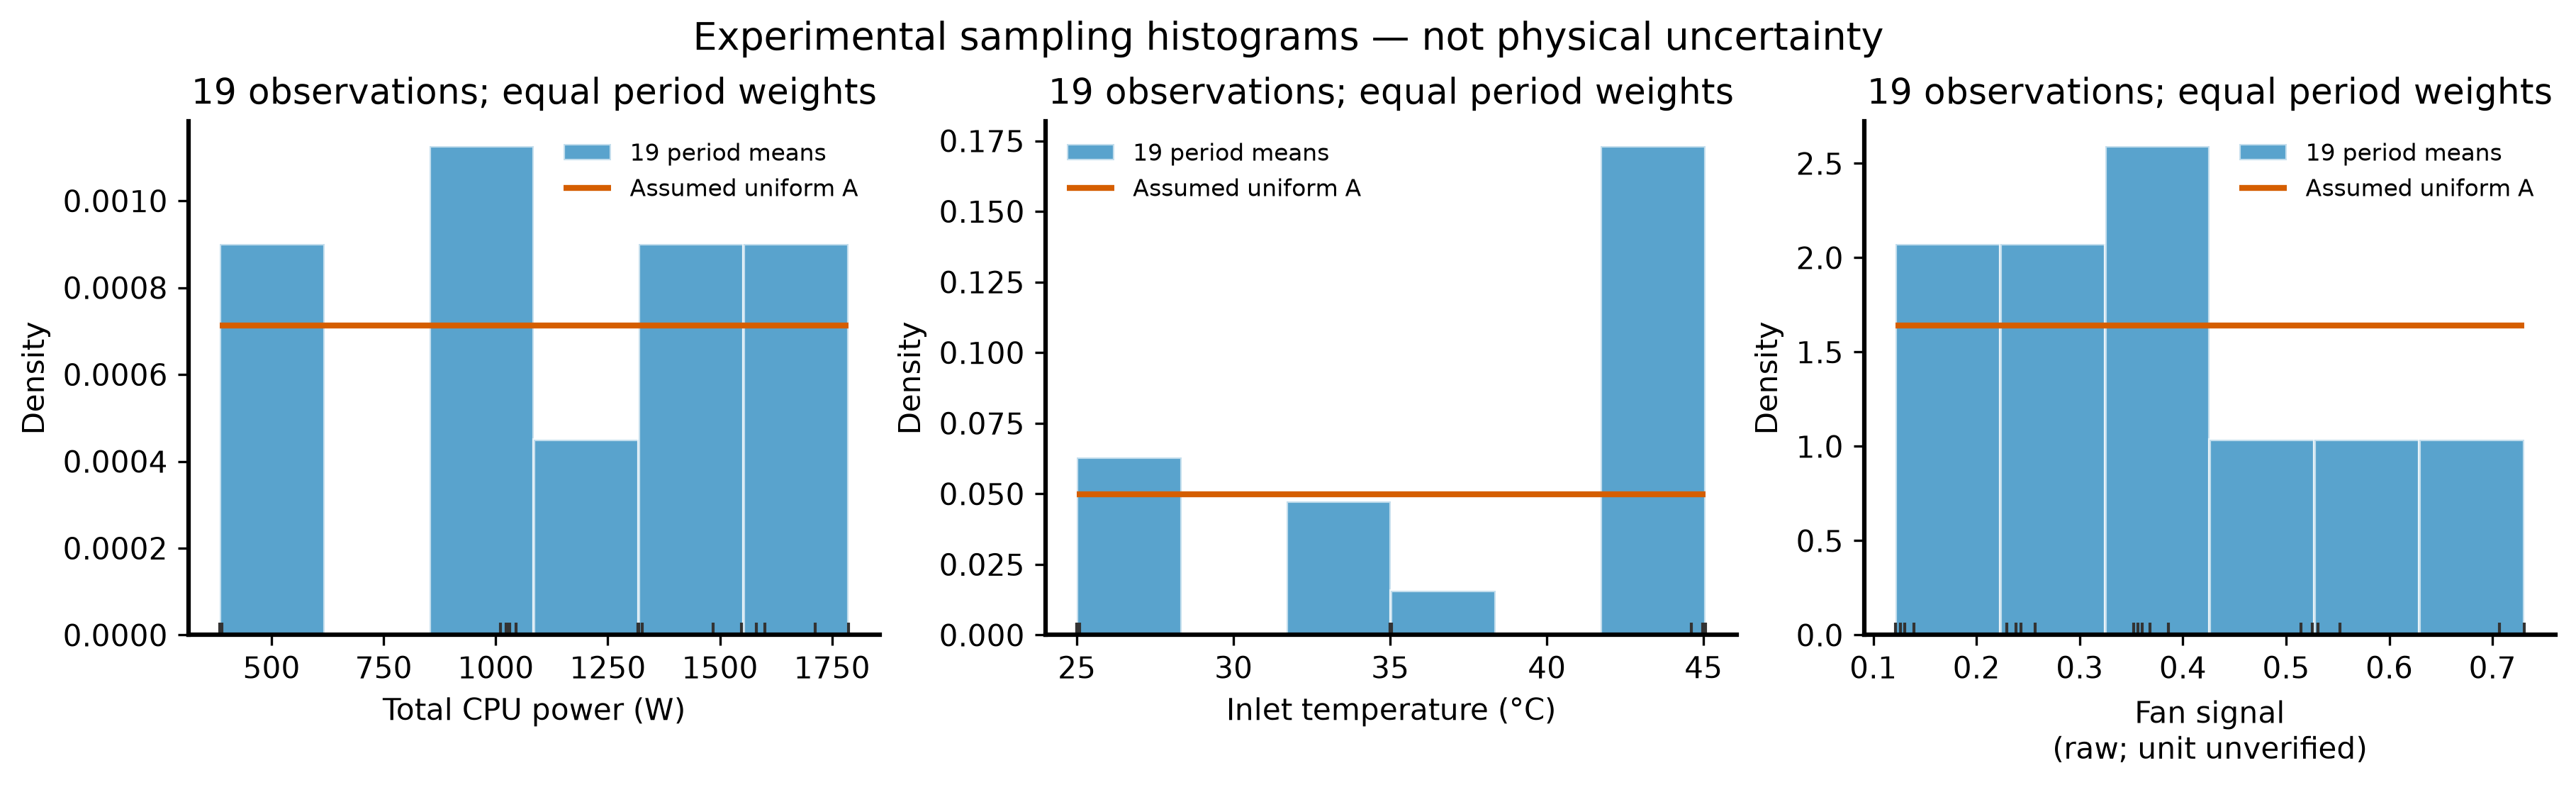 Experimental sampling histograms — not physical uncertainty
19 observations; equal period weights
19 period means
Assumed uniform A
0.0010
0.0008
0.0006
0.0004
0.0002
0.0000
Density
500
750
1000
1250
1500
1750
Total CPU power (W)
19 observations; equal period weights
19 period means
Assumed uniform A
0.175
0.150
0.125
0.100
0.075
0.050
0.025
0.000
Density
25
30
35
40
45
Inlet temperature (°C)
19 observations; equal period weights
19 period means
Assumed uniform A
2.5
2.0
1.5
1.0
0.5
0.0
Density
0.1
0.2
0.3
0.4
0.5
0.6
0.7
Fan signal
(raw; unit unverified)